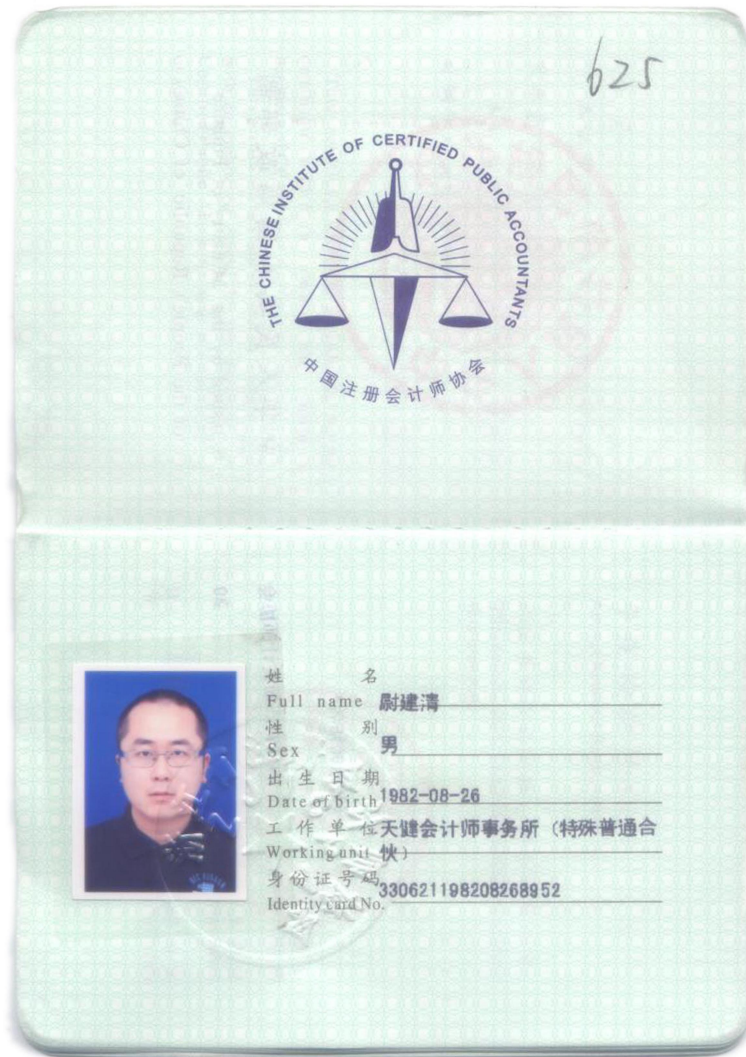 625
THE CHINESE INSTITUTE OF CERTIFIED PUBLIC ACCOUNTANTS
中国注册会计师协会
姓 名
Full name 尉建清
性 别
Sex 男
出生日期
Date of birth 1982-08-26
工作单位 天健会计师事务所（特殊普通合
Working unit 伙）
身份证号码
Identity card No. 330621198208268952